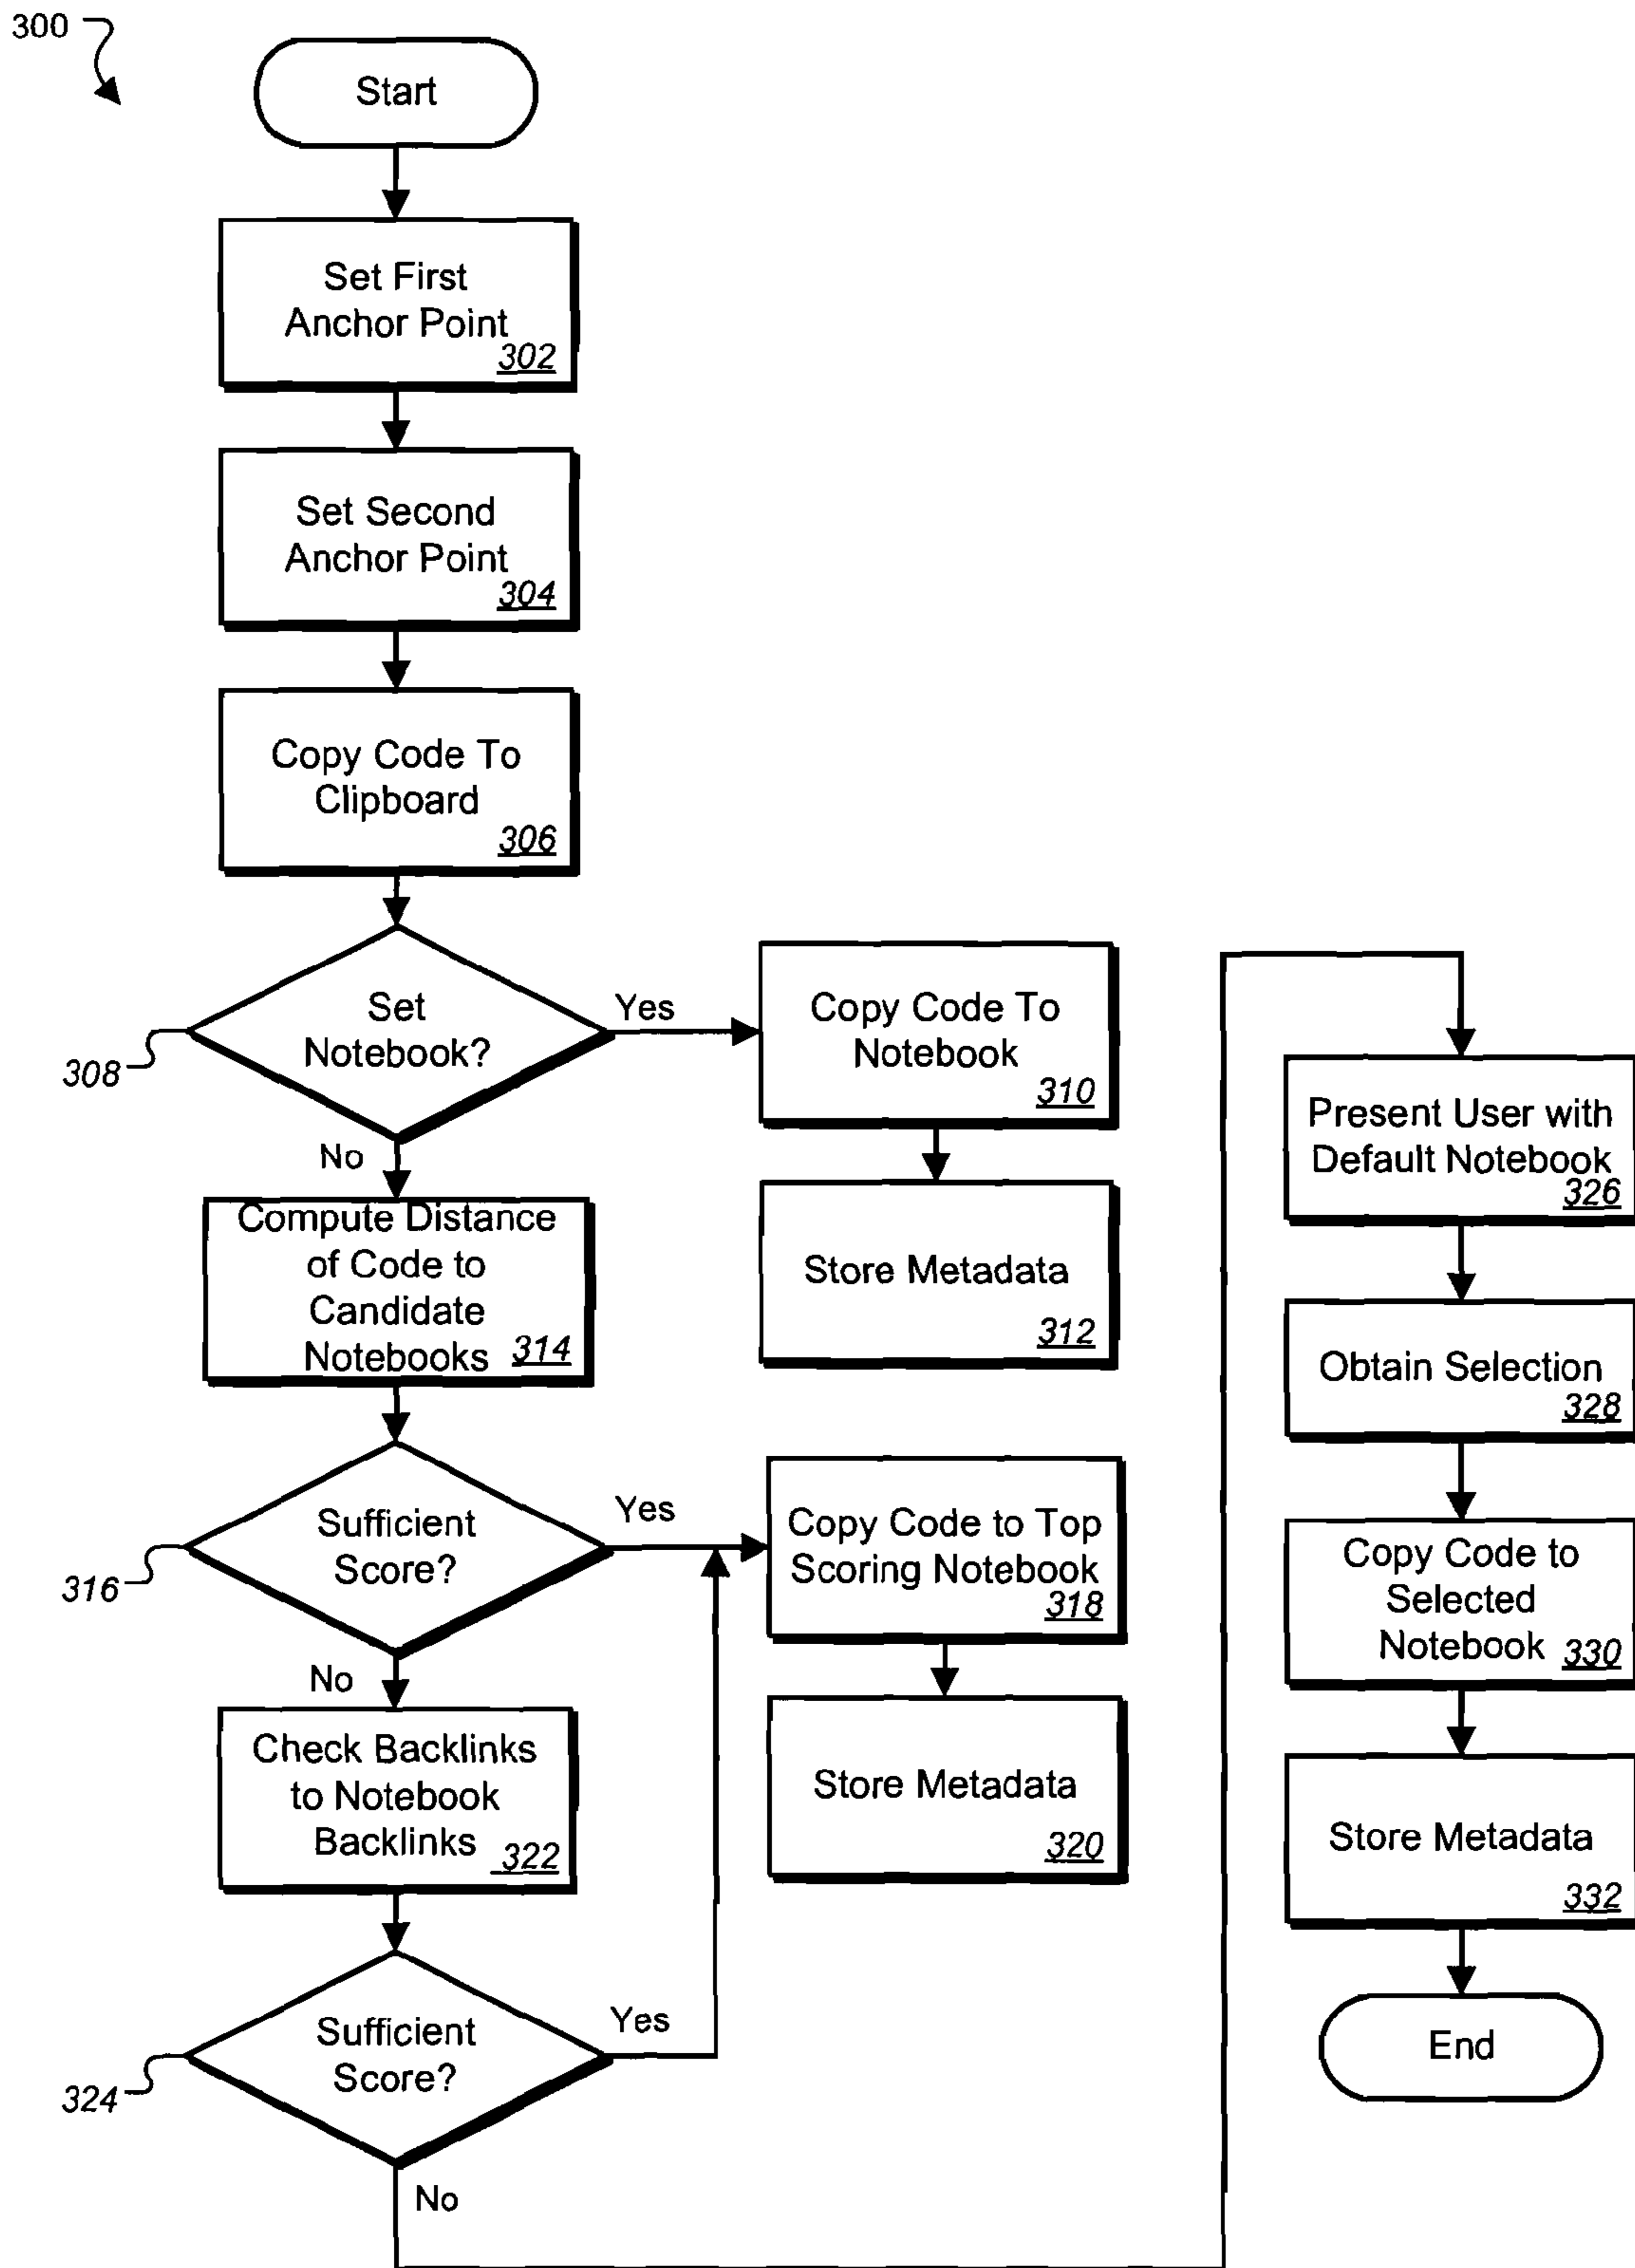 300
Start
Set First
Anchor Point
302
Set Second
Anchor Point
304
Copy Code To
Clipboard
306
Set
Notebook?
308
Yes
No
Copy Code To
Notebook
310
Store Metadata
312
Compute Distance
of Code to
Candidate
Notebooks 314
Sufficient
Score?
316
Yes
No
Copy Code to Top
Scoring Notebook
318
Store Metadata
320
Check Backlinks
to Notebook
Backlinks 322
Sufficient
Score?
324
Yes
No
Present User with
Default Notebook
326
Obtain Selection
328
Copy Code to
Selected
Notebook 330
Store Metadata
332
End